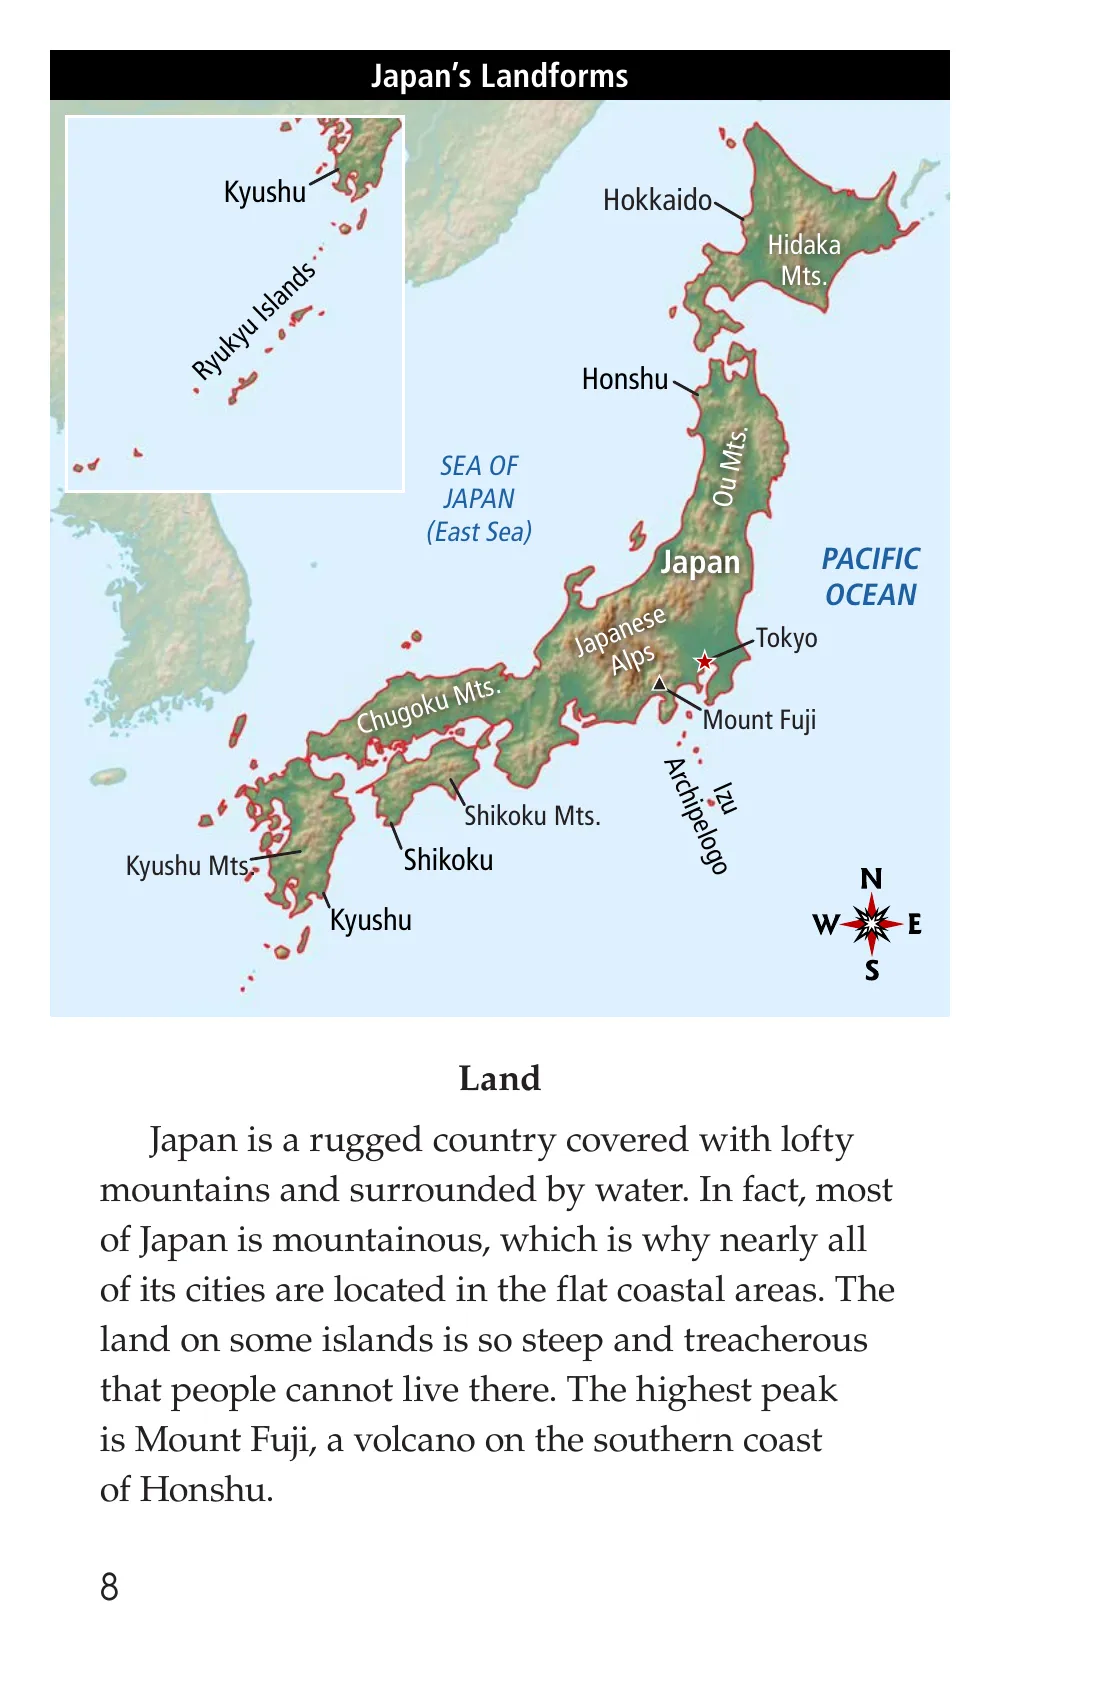 Japan's Landforms
Kyushu
Ryukyu Islands
Hokkaido
Hidaka
Mts.
Honshu
Ou Mts.
SEA OF
JAPAN
(East Sea)
Japan
PACIFIC
OCEAN
Japanese
Alps
Tokyo
Chugoku Mts.
Mount Fuji
Izu
Archipelogo
Shikoku Mts.
Shikoku
Kyushu Mts.
Kyushu
N
W
E
S
Land
Japan is a rugged country covered with lofty
mountains and surrounded by water. In fact, most
of Japan is mountainous, which is why nearly all
of its cities are located in the flat coastal areas. The
land on some islands is so steep and treacherous
that people cannot live there. The highest peak
is Mount Fuji, a volcano on the southern coast
of Honshu.
8